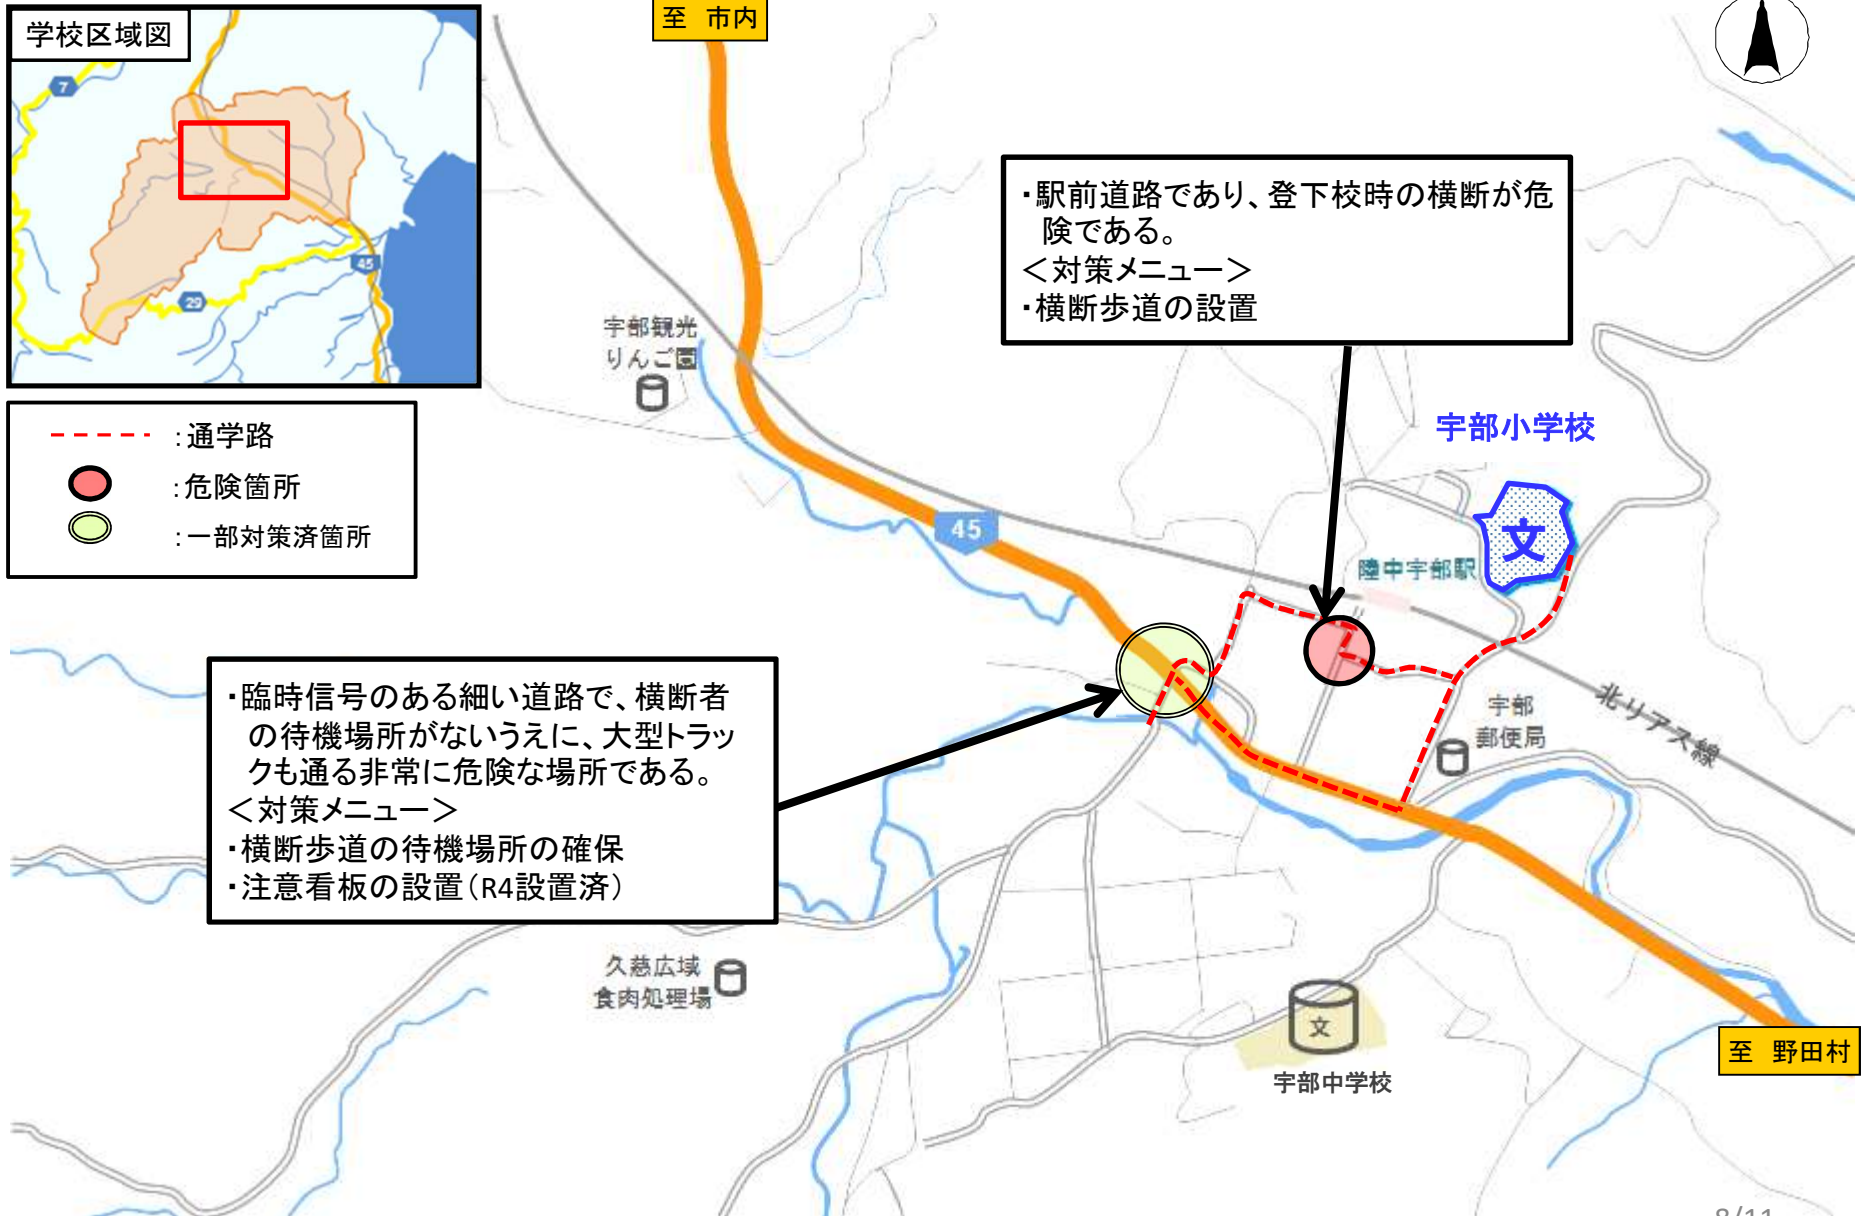 至 市内
学校区域図
7
45
29
:通学路
:危険箇所
:一部対策済箇所
・駅前道路であり、登下校時の横断が危
険である。
＜対策メニュー＞
・横断歩道の設置
宇部観光
りんご園
宇部小学校
文
45
陸中宇部駅
・臨時信号のある細い道路で、横断者
の待機場所がないうえに、大型トラッ
クも通る非常に危険な場所である。
＜対策メニュー＞
・横断歩道の待機場所の確保
・注意看板の設置（R4設置済）
宇部
郵便局
北リアス線
久慈広域
食肉処理場
文
宇部中学校
至 野田村
8/11